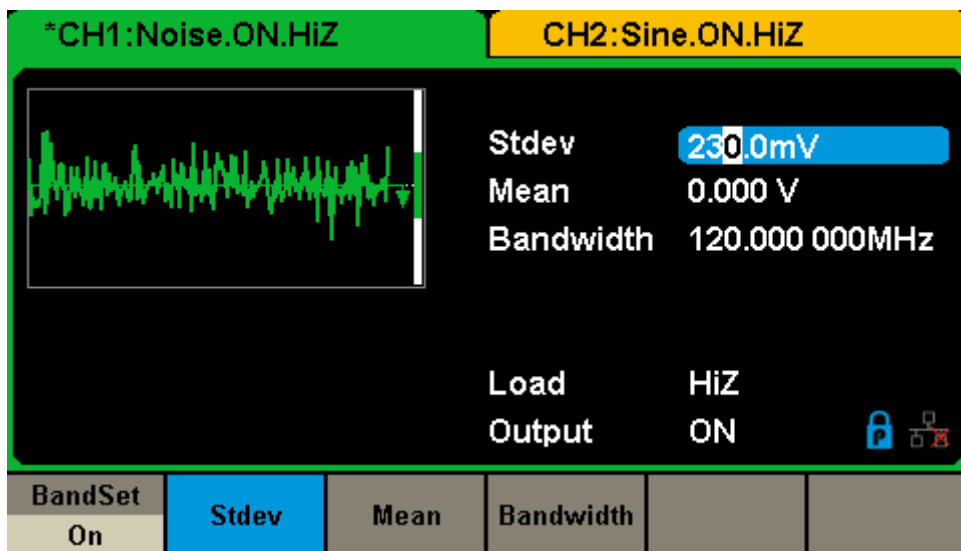 *CH1:Noise.ON.HiZ
CH2:Sine.ON.HiZ
Stdev 230.0mV
Mean 0.000 V
Bandwidth 120.000 000MHz
Load HiZ
Output ON
P
BandSet
On
Stdev
Mean
Bandwidth